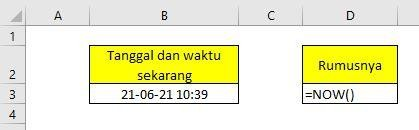 A B C D
1
2 Tanggal dan waktu
sekarang Rumusnya
3 21-06-21 10:39 =NOW()
4